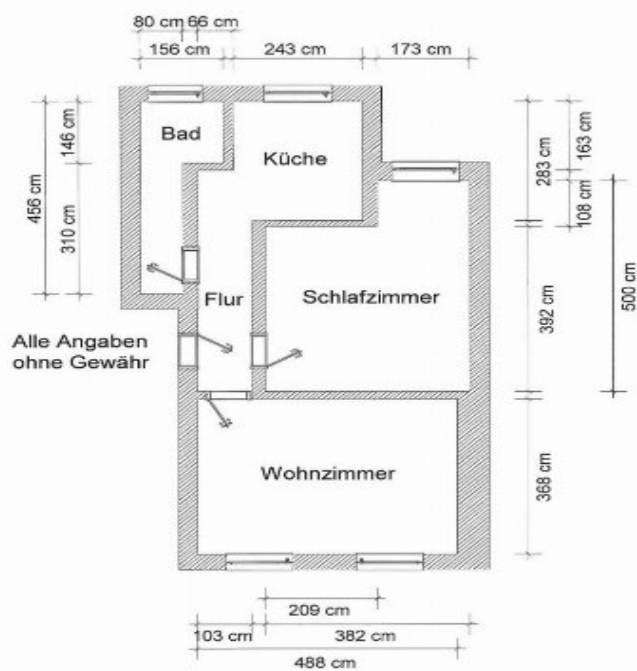 80 cm 66 cm
156 cm
243 cm
173 cm
Bad
Küche
146 cm
456 cm
310 cm
283 cm
163 cm
108 cm
Flur
Schlafzimmer
392 cm
500 cm
Alle Angaben
ohne Gewähr
Wohnzimmer
368 cm
209 cm
103 cm
382 cm
488 cm